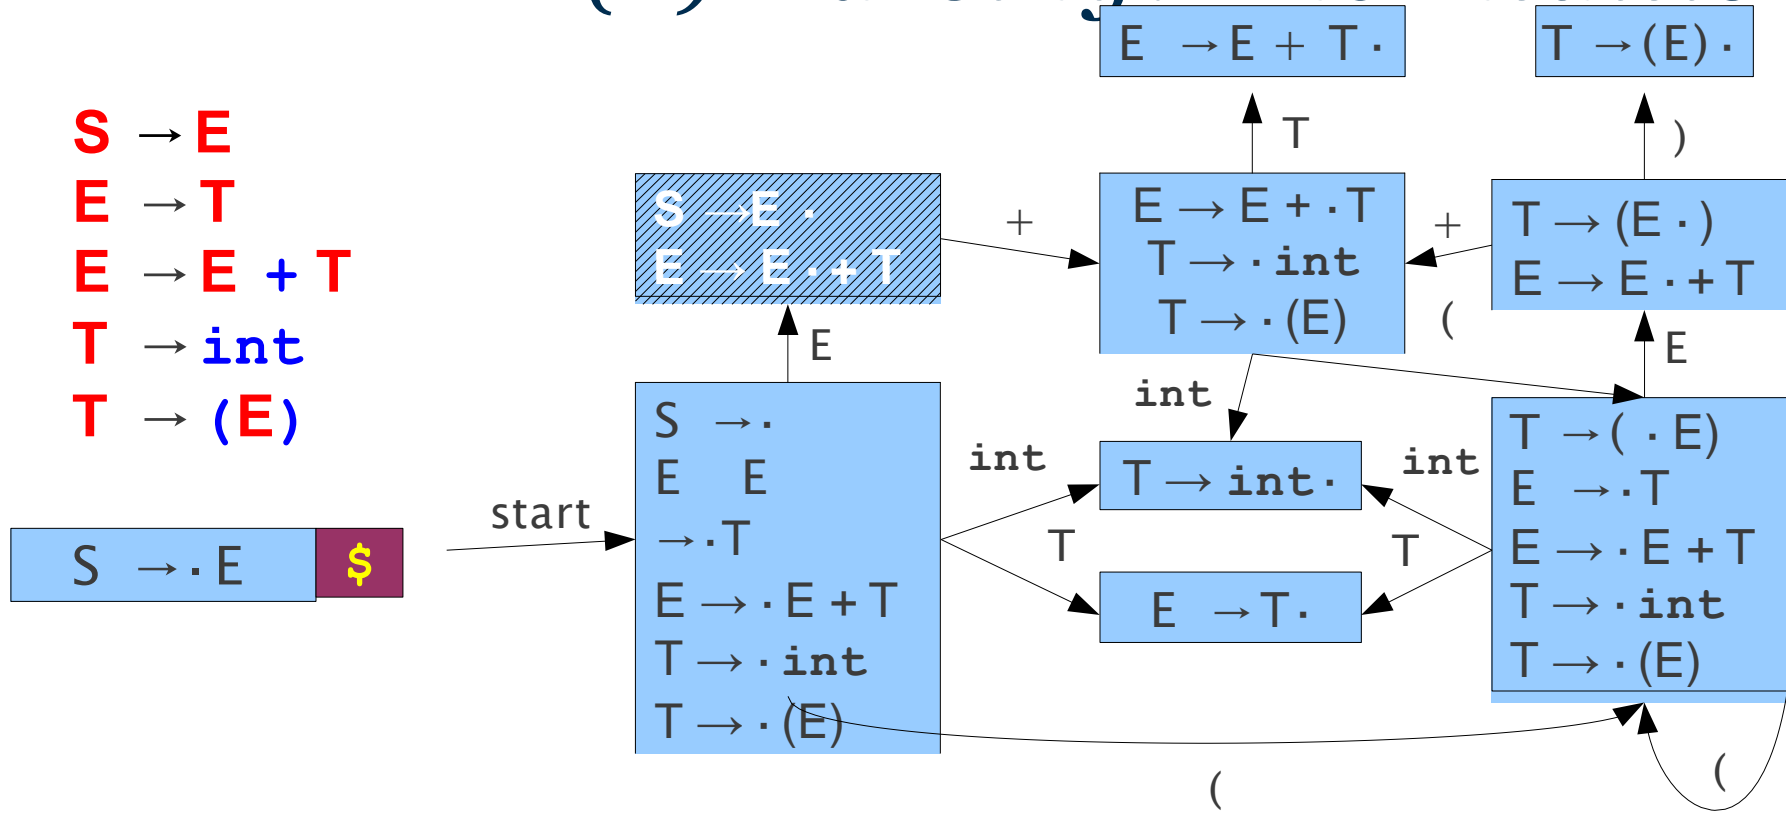 S → E
E → T
E → E + T
T → int
T → (E)
S → · E $
start
S → E ·
E → E · + T
E
S → ·
E E
→ · T
E → · E + T
T → · int
T → · (E)
+
E → E + T ·
T
E → E + · T
T → · int
T → · (E)
int
int
T → int ·
T
E → T ·
T → (E) ·
)
+
T → (E · )
E → E · + T
(
E
int
T
T → ( · E)
E → · T
E → · E + T
T → · int
T → · (E)
(
(